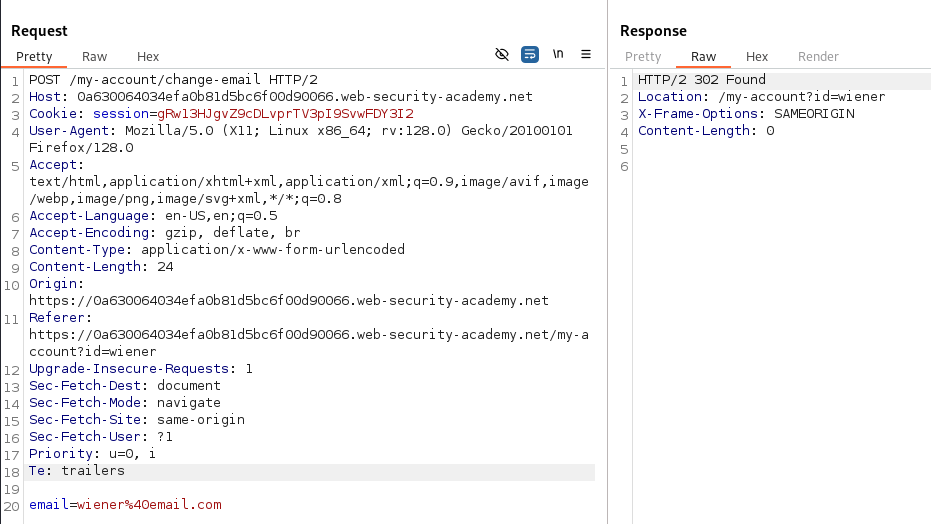 Request
Pretty Raw Hex
\n
1 POST /my-account/change-email HTTP/2
2 Host: 0a630064034efa0b81d5bc6f00d90066.web-security-academy.net
3 Cookie: session=gRw13HJgvZ9cDLvprTV3pI9SvwFDY3I2
4 User-Agent: Mozilla/5.0 (X11; Linux x86_64; rv:128.0) Gecko/20100101
Firefox/128.0
5 Accept:
text/html,application/xhtml+xml,application/xml;q=0.9,image/avif,image
/webp,image/png,image/svg+xml,*/*;q=0.8
6 Accept-Language: en-US,en;q=0.5
7 Accept-Encoding: gzip, deflate, br
8 Content-Type: application/x-www-form-urlencoded
9 Content-Length: 24
10 Origin:
https://0a630064034efa0b81d5bc6f00d90066.web-security-academy.net
11 Referer:
https://0a630064034efa0b81d5bc6f00d90066.web-security-academy.net/my-a
ccount?id=wiener
12 Upgrade-Insecure-Requests: 1
13 Sec-Fetch-Dest: document
14 Sec-Fetch-Mode: navigate
15 Sec-Fetch-Site: same-origin
16 Sec-Fetch-User: ?1
17 Priority: u=0, i
18 Te: trailers
19
20 email=wiener%40email.com
Response
Pretty Raw Hex Render
1 HTTP/2 302 Found
2 Location: /my-account?id=wiener
3 X-Frame-Options: SAMEORIGIN
4 Content-Length: 0
5
6